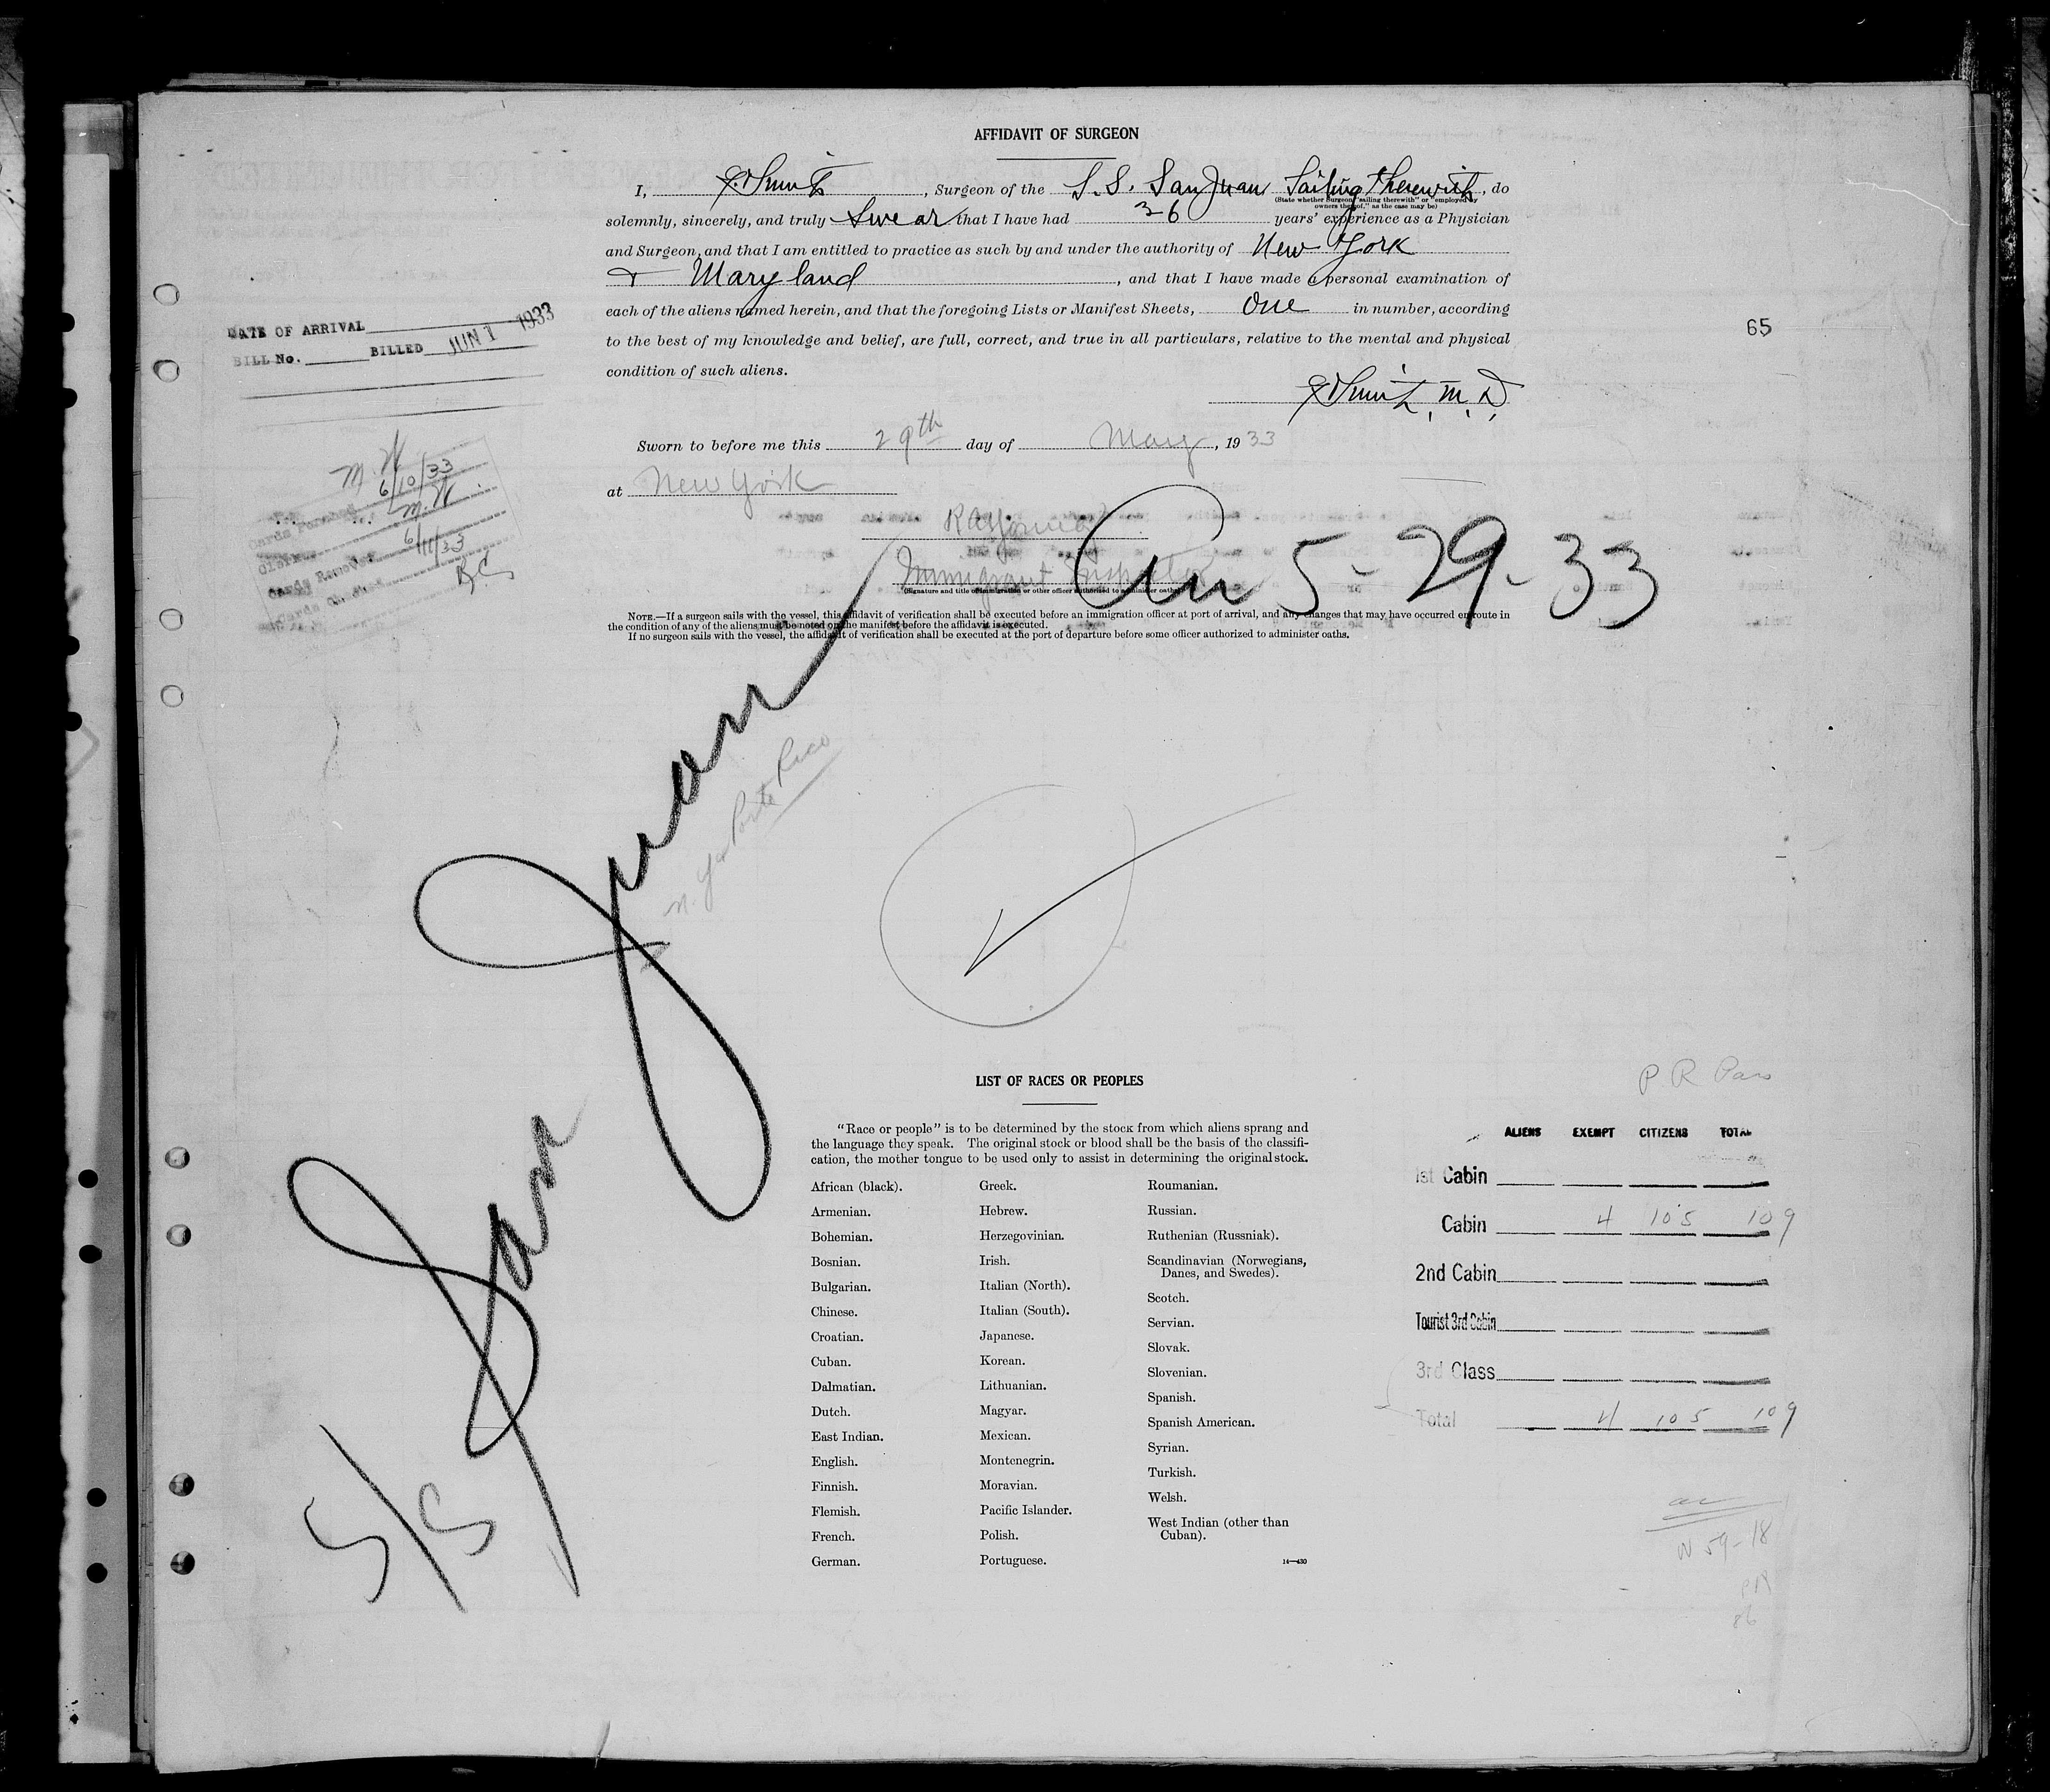 AFFIDAVIT OF SURGEON
I, , Surgeon of the S.S. San Juan Sailing therewith, do
(State whether Surgeon "sailing therewith" or "employed by
owners thereof," as the case may be)
solemnly, sincerely, and truly swear that I have had 36 years' experience as a Physician
and Surgeon, and that I am entitled to practice as such by and under the authority of New York
+ Maryland, and that I have made a personal examination of
each of the aliens named herein, and that the foregoing Lists or Manifest Sheets, One in number, according
to the best of my knowledge and belief, are full, correct, and true in all particulars, relative to the mental and physical
condition of such aliens.
M.D.
65
DATE OF ARRIVAL
BILL No. BILLED JUN 1 1933
Sworn to before me this 29th day of May, 1933
at New York
M.W.
6/10/33
M.W.
6/11/33
Immigrant Inspector
(Signature and title of immigration or other officer authorized to administer oaths)
5-29-33
NOTE.—If a surgeon sails with the vessel, this affidavit of verification shall be executed before an immigration officer at port of arrival, and any changes that may have occurred en route in
the condition of any of the aliens must be noted on the manifest before the affidavit is executed.
If no surgeon sails with the vessel, the affidavit of verification shall be executed at the port of departure before some officer authorized to administer oaths.
S/S San Juan
Porto Rico
LIST OF RACES OR PEOPLES
"Race or people" is to be determined by the stock from which aliens sprang and
the language they speak. The original stock or blood shall be the basis of the classifi-
cation, the mother tongue to be used only to assist in determining the original stock.
African (black).
Armenian.
Bohemian.
Bosnian.
Bulgarian.
Chinese.
Croatian.
Cuban.
Dalmatian.
Dutch.
East Indian.
English.
Finnish.
Flemish.
French.
German.
Greek.
Hebrew.
Herzegovinian.
Irish.
Italian (North).
Italian (South).
Japanese.
Korean.
Lithuanian.
Magyar.
Mexican.
Montenegrin.
Moravian.
Pacific Islander.
Polish.
Portuguese.
Roumanian.
Russian.
Ruthenian (Russniak).
Scandinavian (Norwegians,
Danes, and Swedes).
Scotch.
Servian.
Slovak.
Slovenian.
Spanish.
Spanish American.
Syrian.
Turkish.
Welsh.
West Indian (other than
Cuban).
14—430
P R Pass
ALIENS EXEMPT CITIZENS TOTAL
1st Cabin
Cabin 4 105 109
2nd Cabin
Tourist 3rd Cabin
3rd Class
Total 4 105 109
N 59-18
86